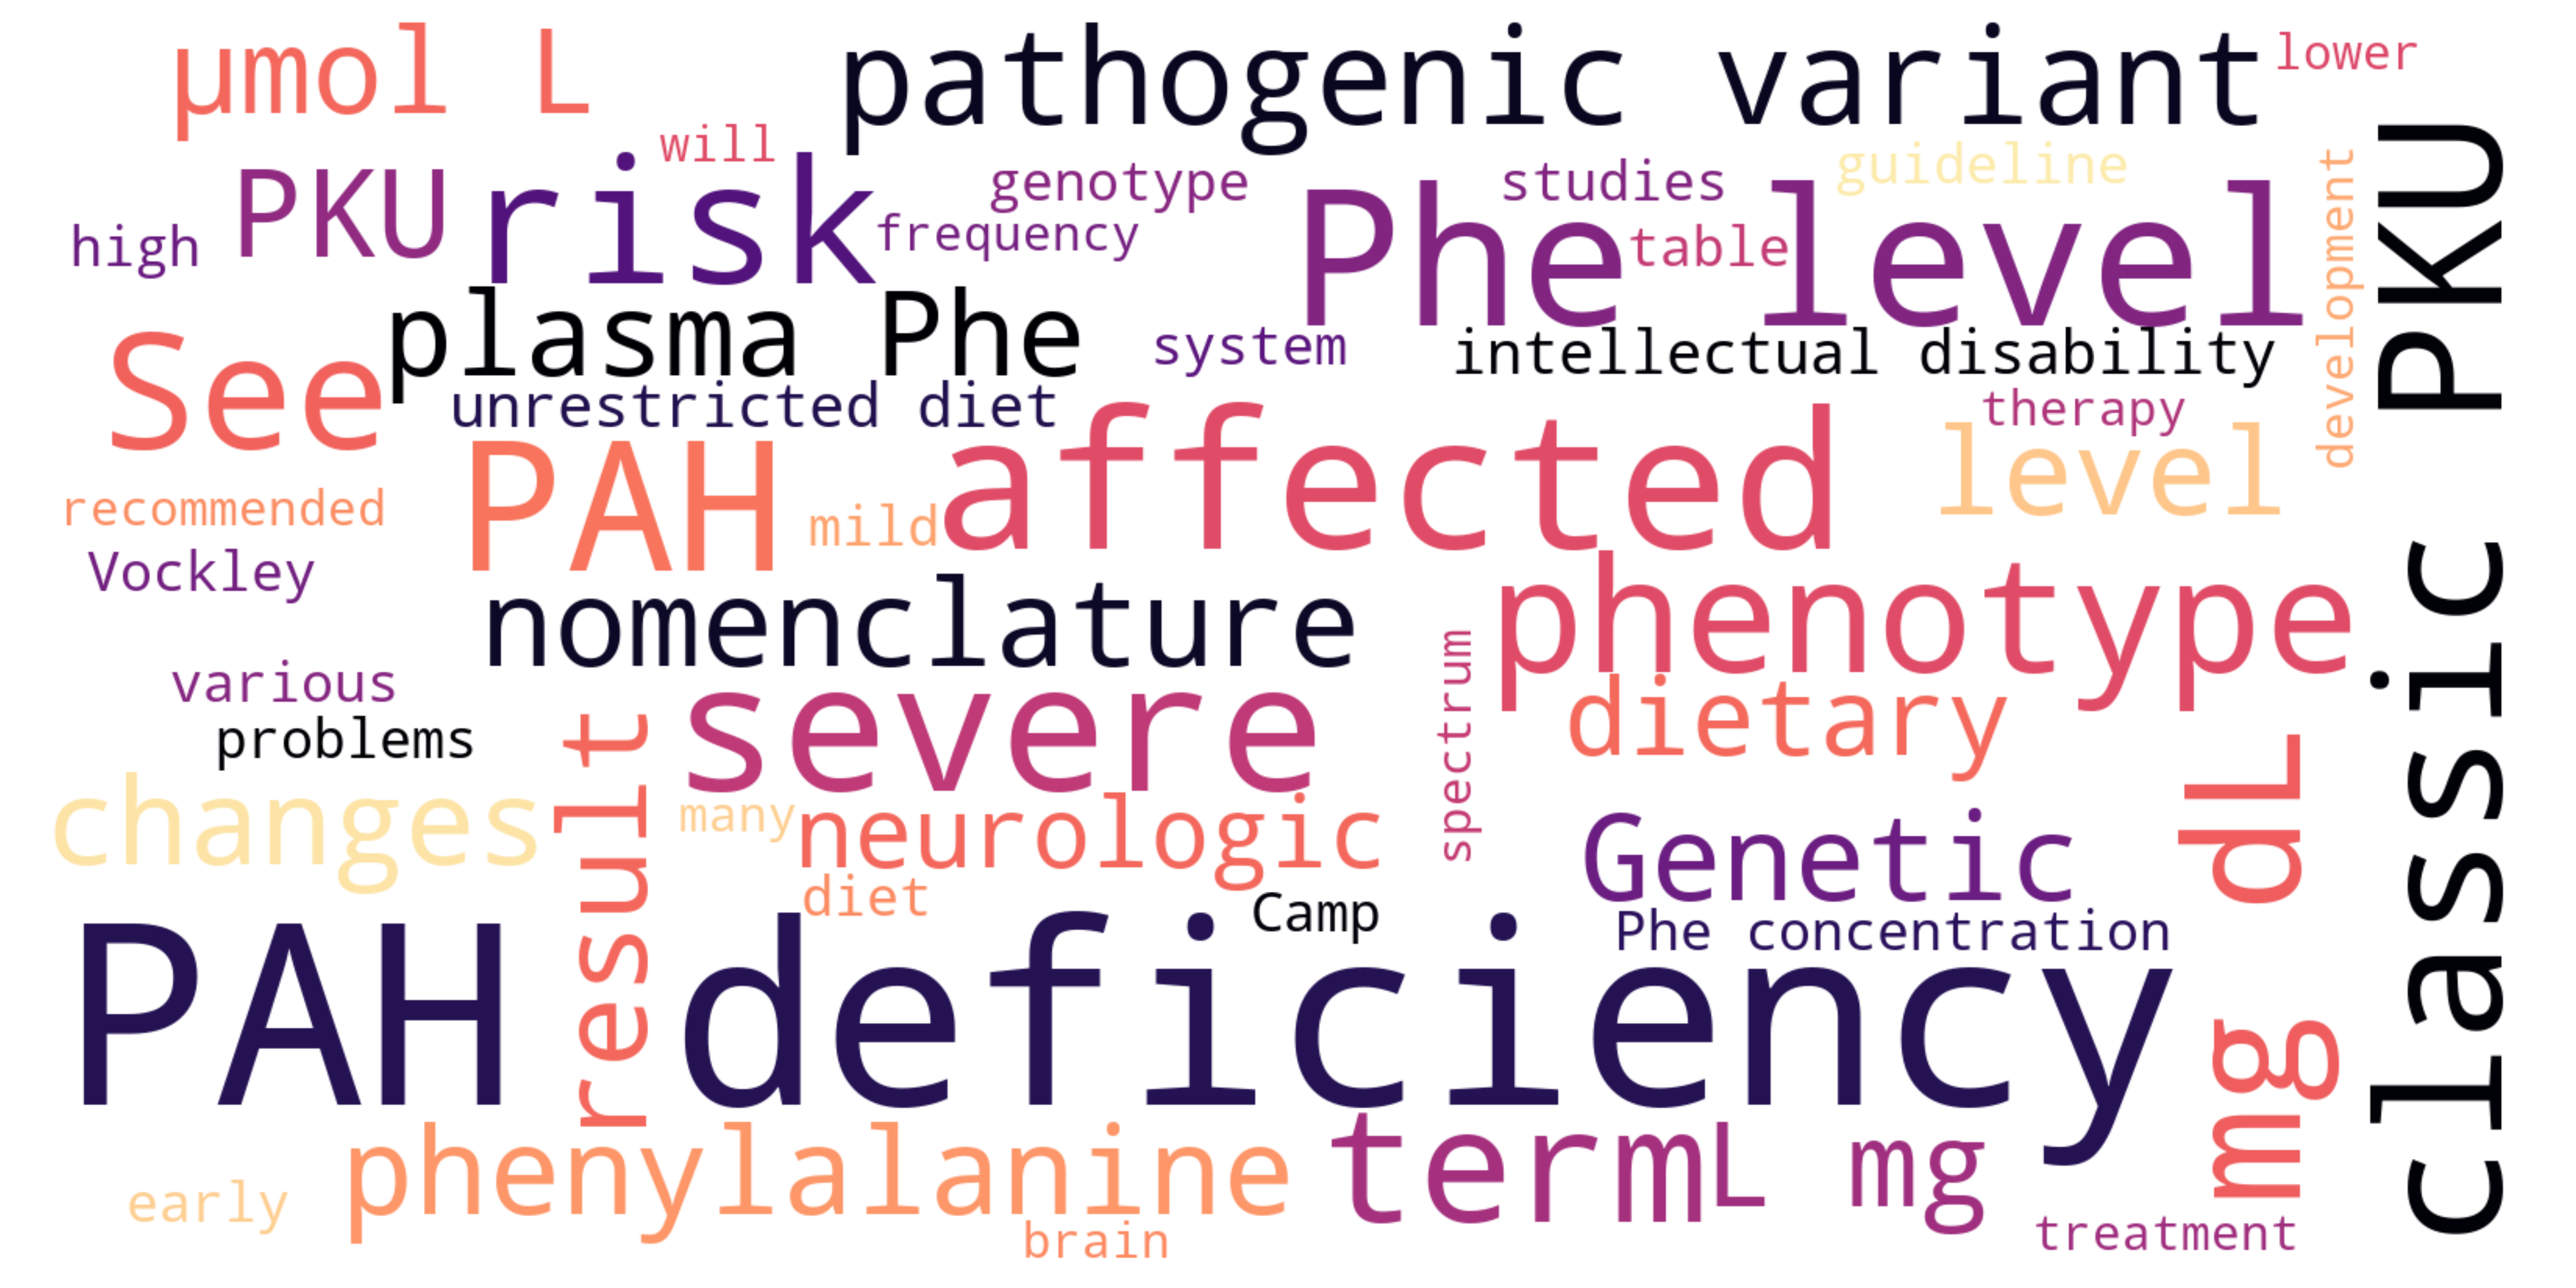 µmol L
pathogenic variant
lower
will
PKU
risk
genotype
studies
guideline
high
frequency
Phe level
table
development
classic PKU
plasma Phe
system
intellectual disability
See
unrestricted diet
therapy
affected
level
PAH
recommended
mild
Vockley
nomenclature
phenotype
spectrum
various
severe
dietary
problems
result
changes
many
neurologic
Genetic
mg dL
diet
Camp
Phe concentration
PAH deficiency
phenylalanine
term
L mg
early
brain
treatment